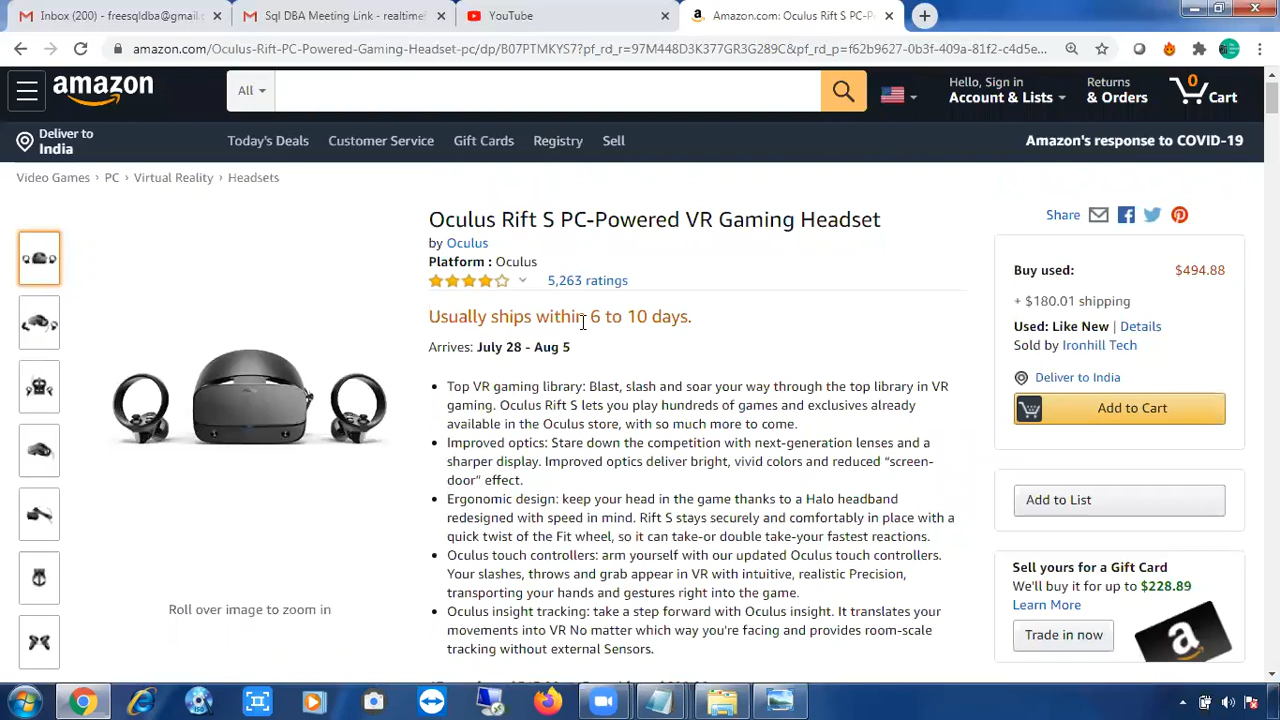 Inbox (200) - freesqldba@gmail.c
Sql DBA Meeting Link - realtime
YouTube
Amazon.com: Oculus Rift S PC-P
amazon.com/Oculus-Rift-PC-Powered-Gaming-Headset-pc/dp/B07PTMKYS7?pf_rd_r=97M448D3K377GR3G289C&pf_rd_p=f62b9627-0b3f-409a-81f2-c4d5e...
amazon
All
Hello, Sign in
Account & Lists
Returns
& Orders
0
Cart
Deliver to
India
Today's Deals
Customer Service
Gift Cards
Registry
Sell
Amazon's response to COVID-19
Video Games › PC › Virtual Reality › Headsets
Oculus Rift S PC-Powered VR Gaming Headset
by Oculus
Platform : Oculus
5,263 ratings
Usually ships within 6 to 10 days.
Arrives: July 28 - Aug 5
• Top VR gaming library: Blast, slash and soar your way through the top library in VR
gaming. Oculus Rift S lets you play hundreds of games and exclusives already
available in the Oculus store, with so much more to come.
• Improved optics: Stare down the competition with next-generation lenses and a
sharper display. Improved optics deliver bright, vivid colors and reduced “screen-
door” effect.
• Ergonomic design: keep your head in the game thanks to a Halo headband
redesigned with speed in mind. Rift S stays securely and comfortably in place with a
quick twist of the Fit wheel, so it can take-or double take-your fastest reactions.
• Oculus touch controllers: arm yourself with our updated Oculus touch controllers.
Your slashes, throws and grab appear in VR with intuitive, realistic Precision,
transporting your hands and gestures right into the game.
• Oculus insight tracking: take a step forward with Oculus insight. It translates your
movements into VR No matter which way you're facing and provides room-scale
tracking without external Sensors.
Roll over image to zoom in
Share
Buy used: $494.88
+ $180.01 shipping
Used: Like New | Details
Sold by Ironhill Tech
Deliver to India
Add to Cart
Add to List
Sell yours for a Gift Card
We'll buy it for up to $228.89
Learn More
Trade in now